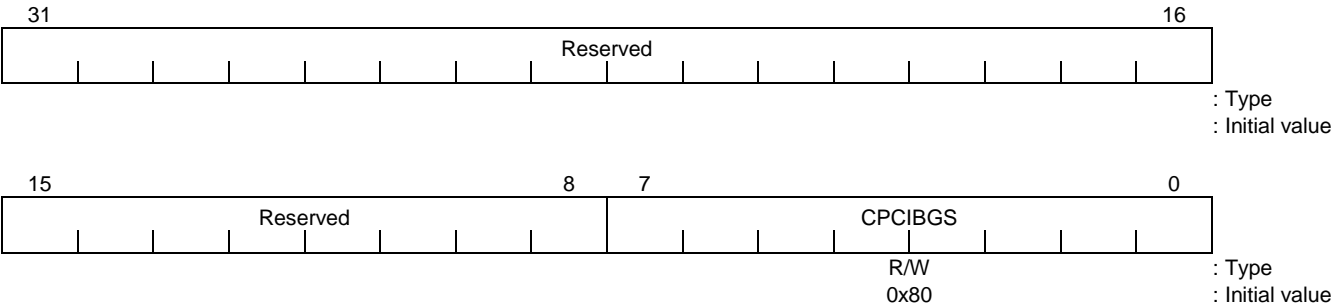 31 16
Reserved
: Type
: Initial value
15 8 7 0
Reserved CPCIBGS
R/W : Type
0x80 : Initial value